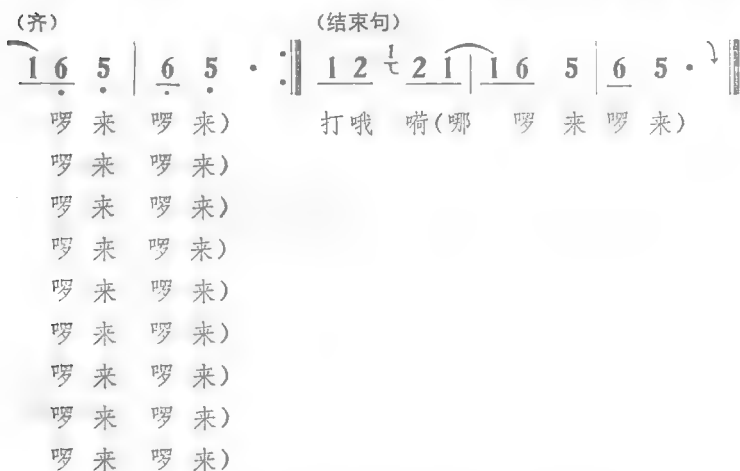 （齐） （结束句）
1 6 5 | 6 5 · :‖ 1 2 1 2 1 | 1 6 5 | 6 5 · ‖
啰 来 啰 来） 打 哦 嗬（哪 啰 来 啰 来）
啰 来 啰 来）
啰 来 啰 来）
啰 来 啰 来）
啰 来 啰 来）
啰 来 啰 来）
啰 来 啰 来）
啰 来 啰 来）
啰 来 啰 来）